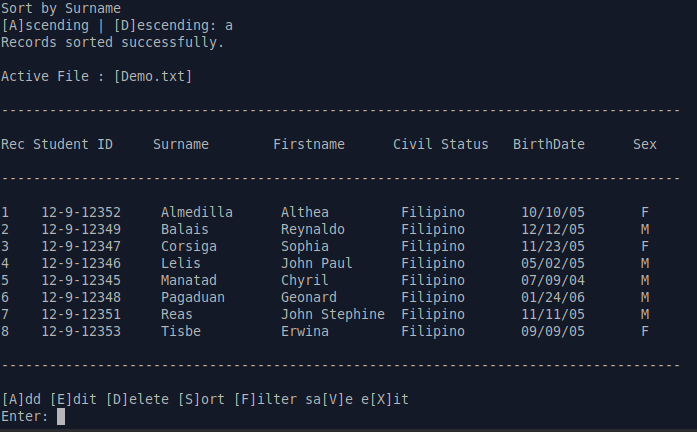 Sort by Surname
[A]scending | [D]escending: a
Records sorted successfully.
Active File : [Demo.txt]
-------------------------------------------------------------------------------------
Rec Student ID     Surname        Firstname      Civil Status   BirthDate      Sex
-------------------------------------------------------------------------------------
1    12-9-12352     Almedilla      Althea         Filipino       10/10/05       F
2    12-9-12349     Balais         Reynaldo       Filipino       12/12/05       M
3    12-9-12347     Corsiga        Sophia         Filipino       11/23/05       F
4    12-9-12346     Lelis          John Paul      Filipino       05/02/05       M
5    12-9-12345     Manatad        Chyril         Filipino       07/09/04       M
6    12-9-12348     Pagaduan       Geonard        Filipino       01/24/06       M
7    12-9-12351     Reas           John Stephine  Filipino       11/11/05       M
8    12-9-12353     Tisbe          Erwina         Filipino       09/09/05       F
-------------------------------------------------------------------------------------
[A]dd [E]dit [D]elete [S]ort [F]ilter sa[V]e e[X]it
Enter: